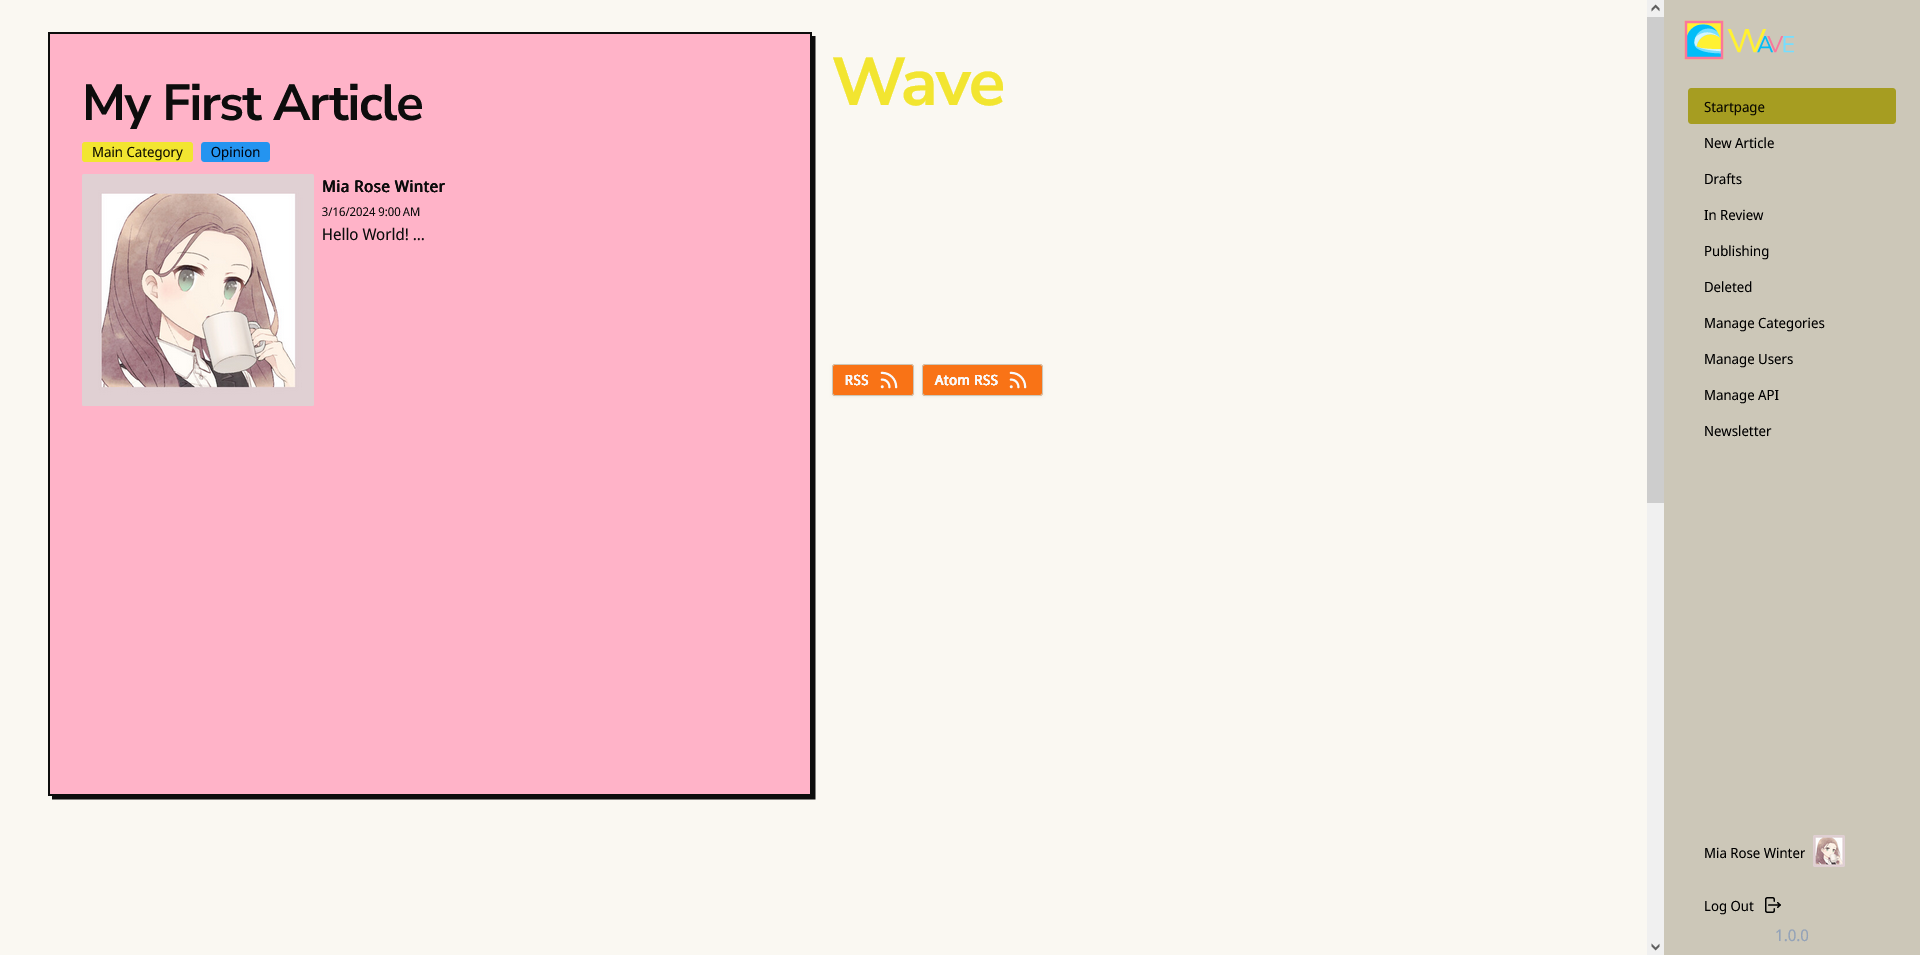 My First Article
Main Category
Opinion
Mia Rose Winter
3/16/2024 9:00 AM
Hello World! ...
Wave
RSS
Atom RSS
WAVE
Startpage
New Article
Drafts
In Review
Publishing
Deleted
Manage Categories
Manage Users
Manage API
Newsletter
Mia Rose Winter
Log Out
1.0.0